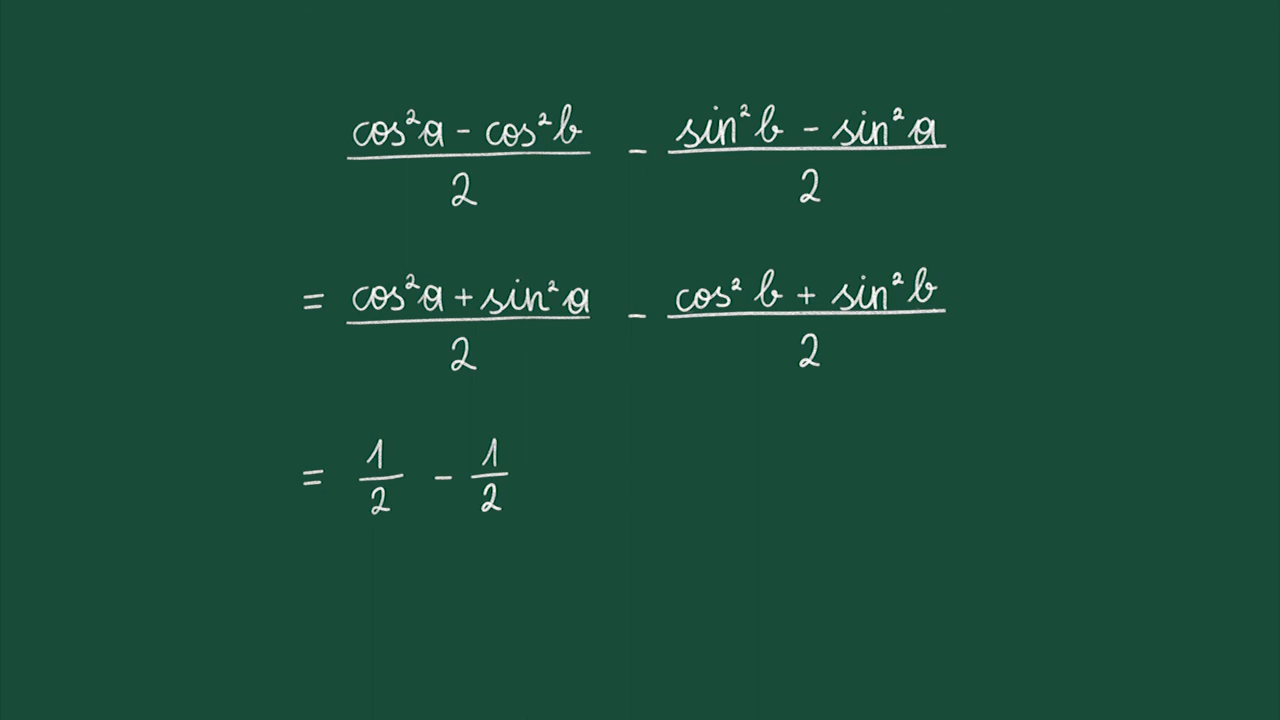 (cos²a - cos²b)/2 - (sin²b - sin²a)/2
= (cos²a + sin²a)/2 - (cos²b + sin²b)/2
= 1/2 - 1/2